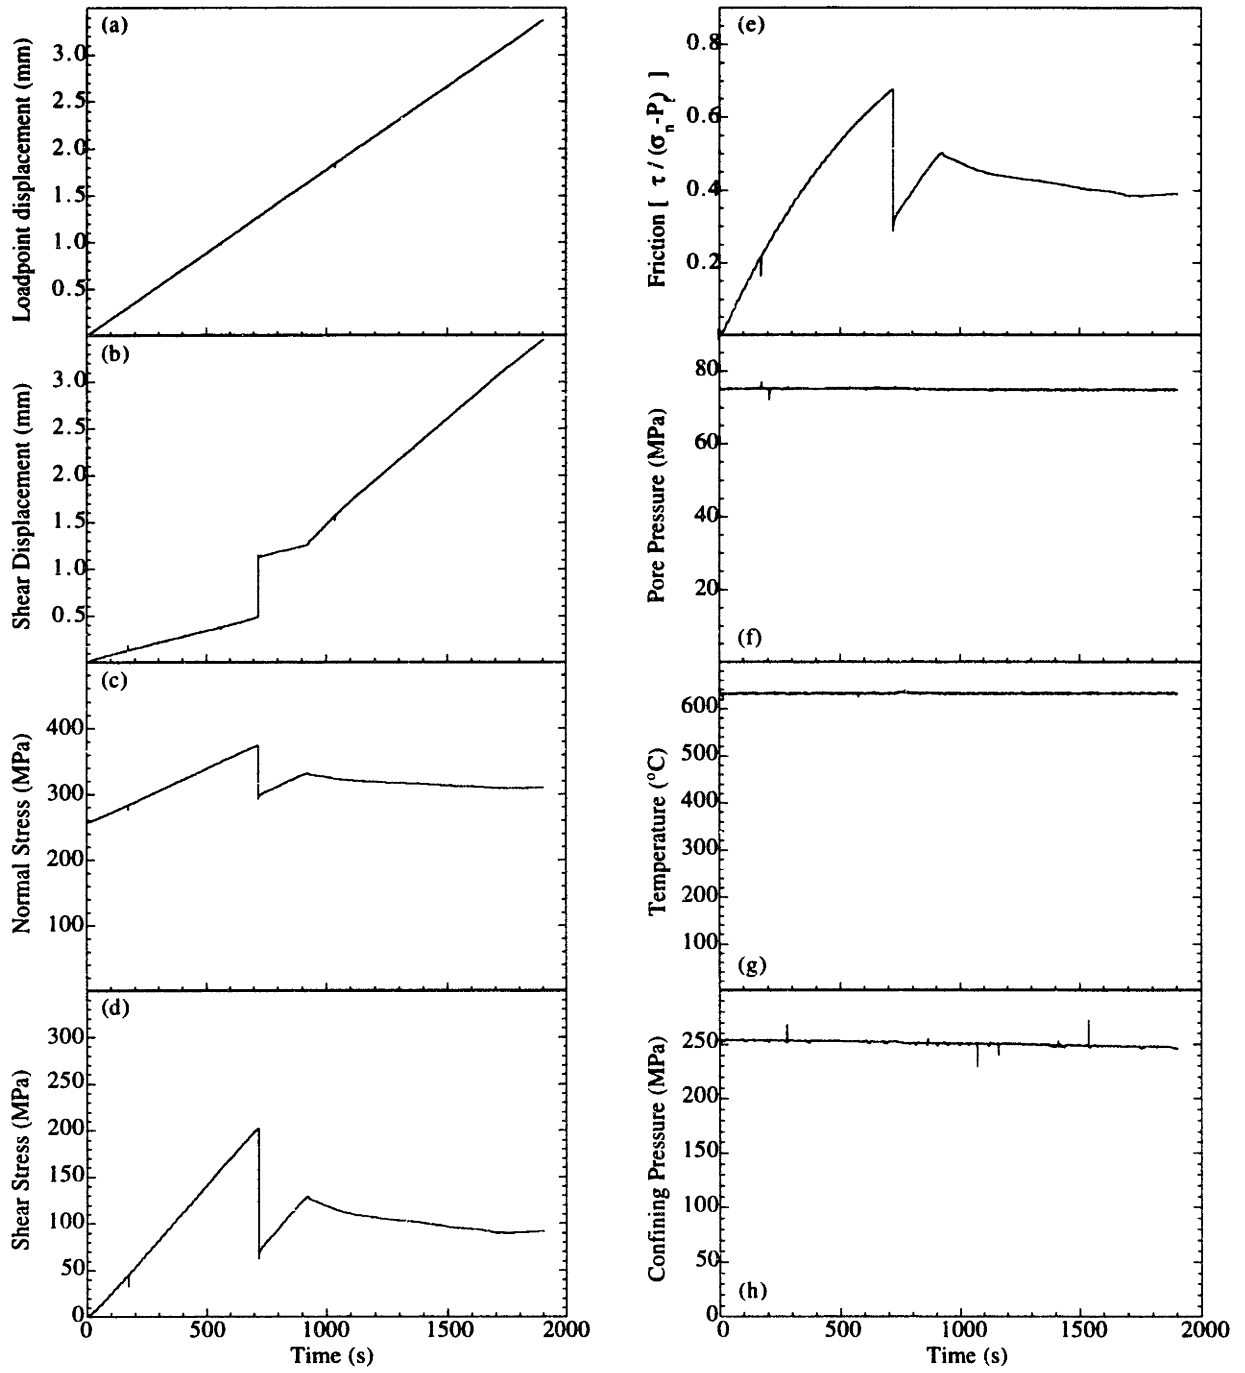 (a)
3.0
2.5
2.0
1.5
1.0
0.5
Loadpoint displacement (mm)
(b)
3.0
2.5
2.0
1.5
1.0
0.5
Shear Displacement (mm)
(c)
400
300
200
100
Normal Stress (MPa)
(d)
300
250
200
150
100
50
0
Shear Stress (MPa)
0 500 1000 1500 2000
Time (s)
(e)
0.8
0.6
0.4
0.2
Friction [ τ / (σn-Pf) ]
80
60
40
20
Pore Pressure (MPa)
(f)
600
500
400
300
200
100
Temperature (°C)
(g)
250
200
150
100
50
0
Confining Pressure (MPa)
(h)
0 500 1000 1500 2000
Time (s)